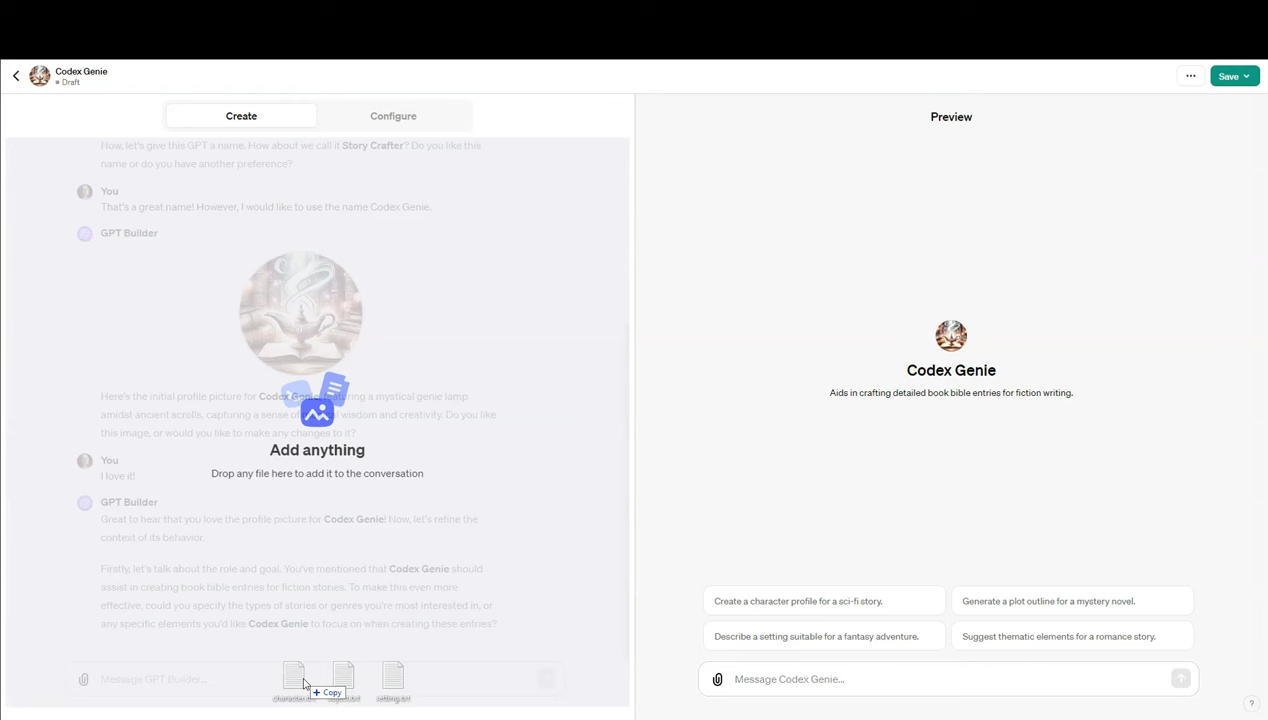 Codex Genie
Draft
Save
Create
Configure
Preview
Now, let's give this GPT a name. How about we call it Story Crafter? Do you like this
name or do you have another preference?
You
That's a great name! However, I would like to use the name Codex Genie.
GPT Builder
Here's the initial profile picture for Codex Genie, featuring a mystical genie lamp
amidst ancient scrolls, capturing a sense of wisdom and creativity. Do you like
this image, or would you like to make any changes to it?
Add anything
Drop any file here to add it to the conversation
You
I love it!
GPT Builder
Great to hear that you love the profile picture for Codex Genie! Now, let's refine the
context of its behavior.
Firstly, let's talk about the role and goal. You've mentioned that Codex Genie should
assist in creating book bible entries for fiction stories. To make this even more
effective, could you specify the types of stories or genres you're most interested in, or
any specific elements you'd like Codex Genie to focus on when creating these entries?
Message GPT Builder...
+ Copy
setting.txt
Codex Genie
Aids in crafting detailed book bible entries for fiction writing.
Create a character profile for a sci-fi story.
Generate a plot outline for a mystery novel.
Describe a setting suitable for a fantasy adventure.
Suggest thematic elements for a romance story.
Message Codex Genie...
?